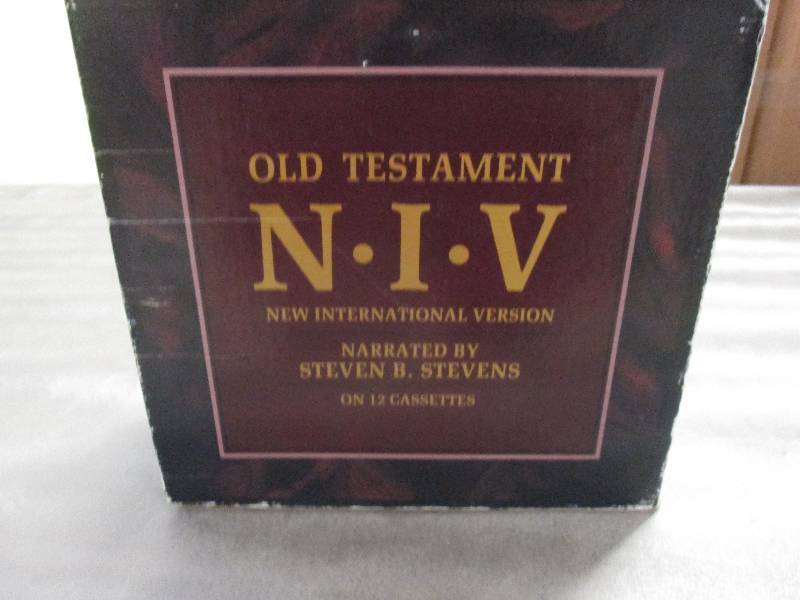 OLD TESTAMENT
N·I·V
NEW INTERNATIONAL VERSION
NARRATED BY
STEVEN B. STEVENS
ON 12 CASSETTES